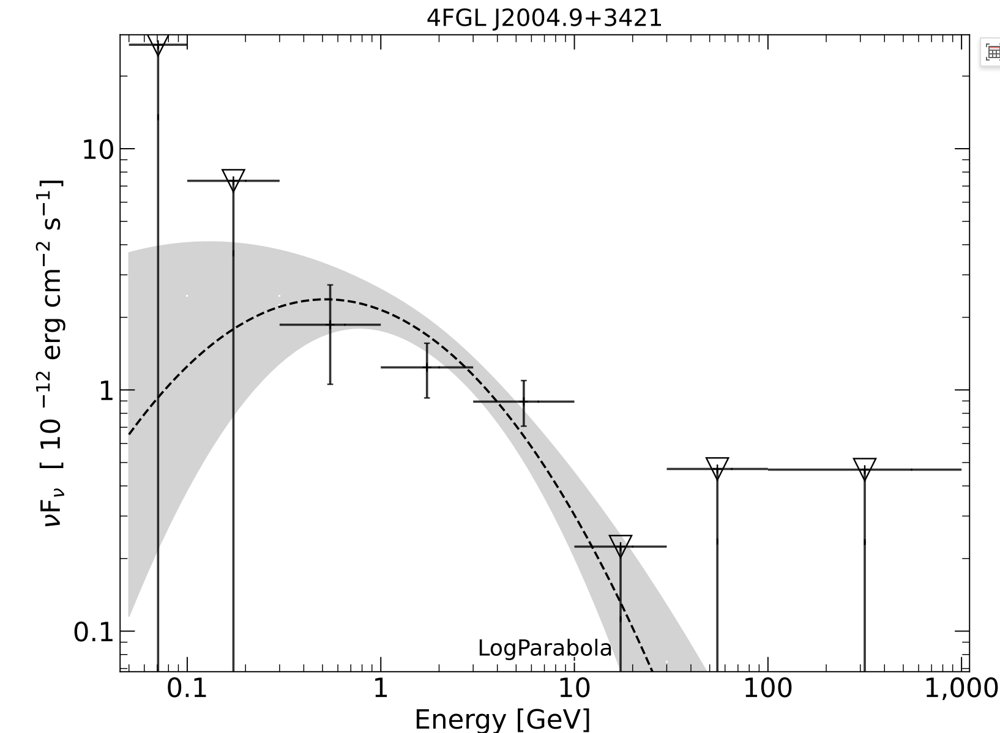 4FGL J2004.9+3421
10
1
0.1
νFν [ 10 −12 erg cm−2 s−1]
LogParabola
0.1 1 10 100 1,000
Energy [GeV]